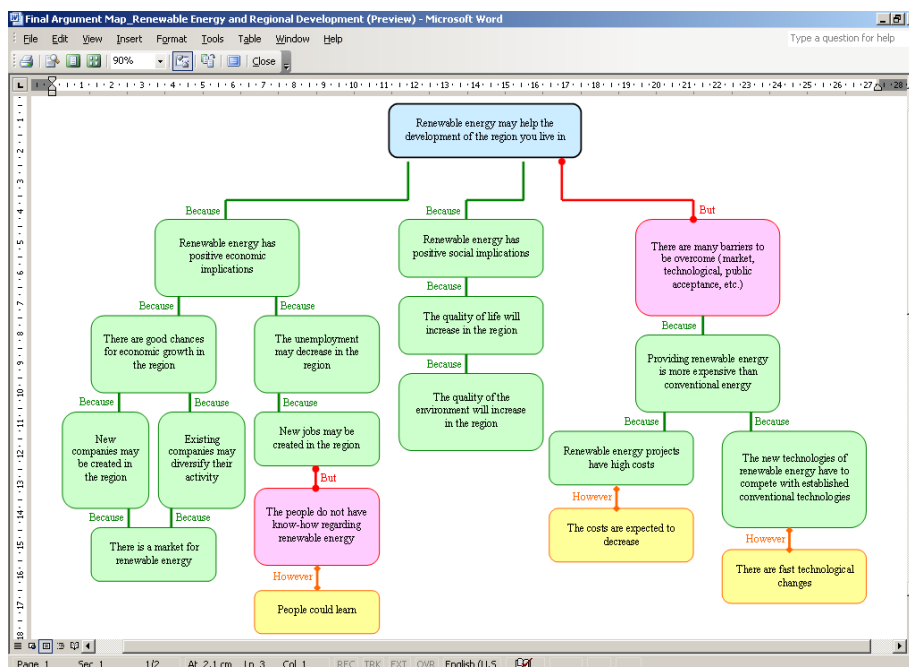 Final Argument Map_Renewable Energy and Regional Development (Preview) - Microsoft Word
File Edit View Insert Format Tools Table Window Help
Type a question for help
90% Close
Renewable energy may help the
development of the region you live in
Because
Because
But
Renewable energy has
positive economic
implications
Renewable energy has
positive social implications
There are many barriers to
be overcome (market,
technological, public
acceptance, etc.)
Because
Because
Because
Because
There are good chances
for economic growth in
the region
The unemployment
may decrease in the
region
The quality of life will
increase in the region
Providing renewable energy
is more expensive than
conventional energy
Because
Because
Because
Because
Because
Because
New
companies may
be created in
the region
Existing
companies may
diversify their
activity
New jobs may be
created in the region
The quality of the
environment will increase
in the region
Renewable energy projects
have high costs
The new technologies of
renewable energy have to
compete with established
conventional technologies
But
However
Because
Because
The people do not have
know-how regarding
renewable energy
The costs are expected to
decrease
There is a market for
renewable energy
However
However
People could learn
There are fast technological
changes
Page 1 Sec 1 1/2 At 2.1 cm Ln 3 Col 1 REC TRK EXT OVR English (U.S